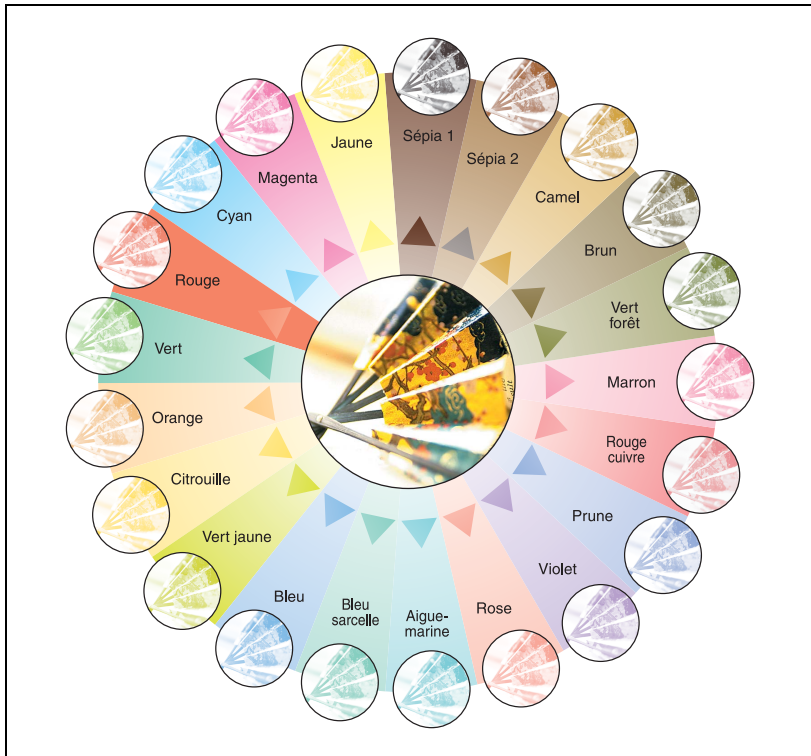 Sépia 1
Sépia 2
Camel
Brun
Vert
forêt
Marron
Rouge
cuivre
Prune
Violet
Rose
Aigue-
marine
Bleu
sarcelle
Bleu
Vert jaune
Citrouille
Orange
Vert
Rouge
Cyan
Magenta
Jaune